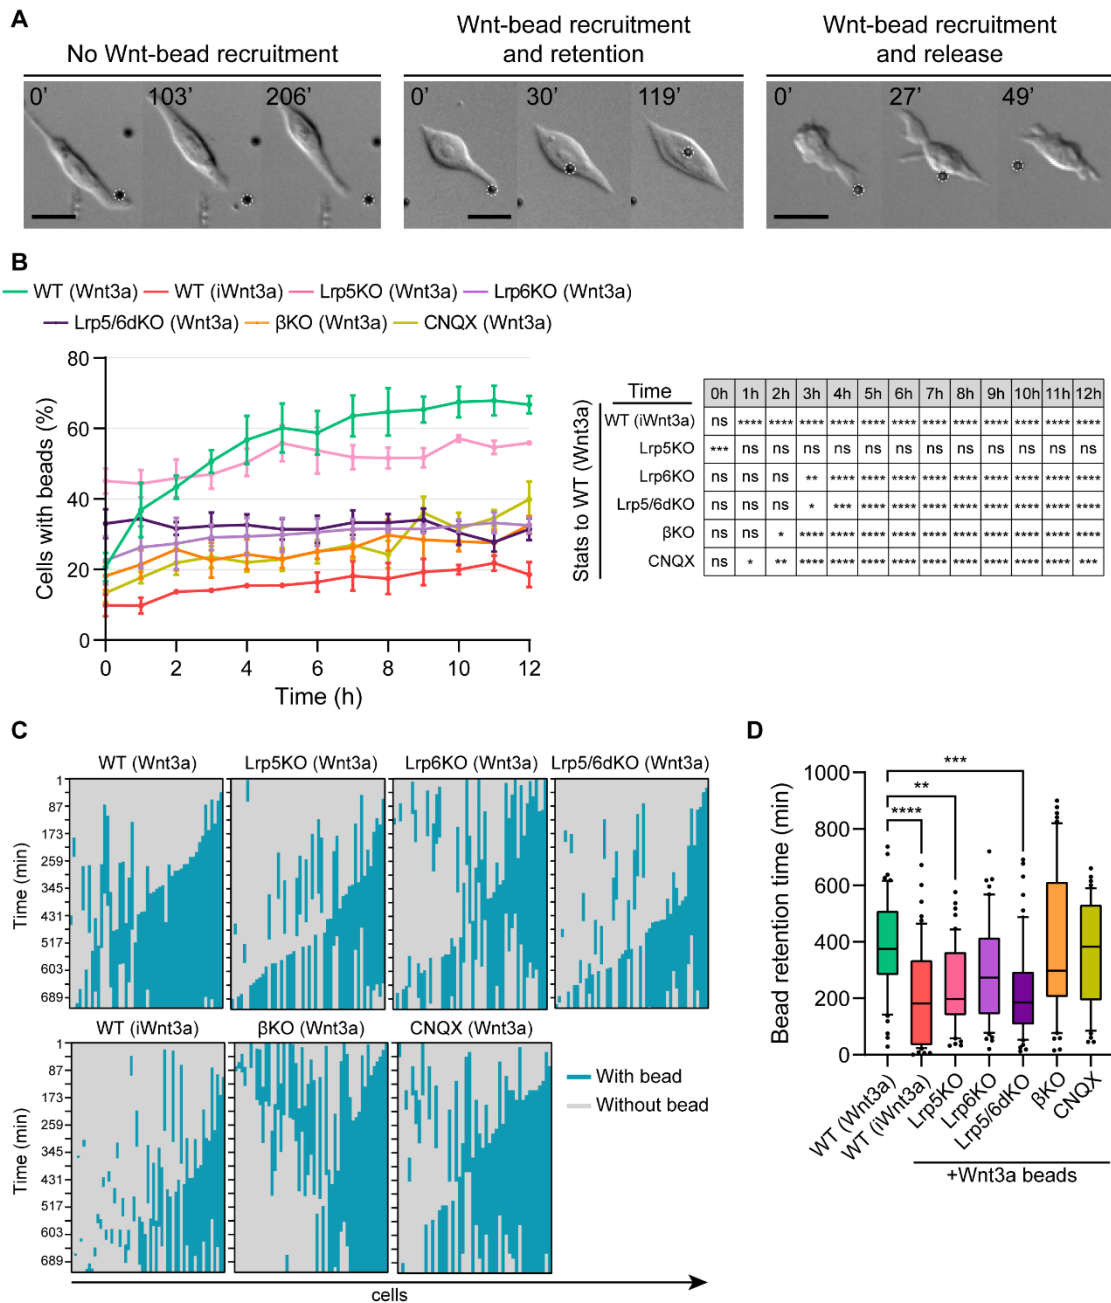 A
No Wnt-bead recruitment
Wnt-bead recruitment
and retention
Wnt-bead recruitment
and release
0' 103' 206'
0' 30' 119'
0' 27' 49'
B
WT (Wnt3a) WT (iWnt3a) Lrp5KO (Wnt3a) Lrp6KO (Wnt3a)
Lrp5/6dKO (Wnt3a) βKO (Wnt3a) CNQX (Wnt3a)
Cells with beads (%)
80
60
40
20
0
0 2 4 6 8 10 12
Time (h)
Stats to WT (Wnt3a)
Time 0h 1h 2h 3h 4h 5h 6h 7h 8h 9h 10h 11h 12h
WT (iWnt3a) ns **** **** **** **** **** **** **** **** **** **** **** ****
Lrp5KO *** ns ns ns ns ns ns ns ns ns ns ns ns
Lrp6KO ns ns ns ** **** **** **** **** **** **** **** **** ****
Lrp5/6dKO ns ns ns * *** **** **** **** **** **** **** **** ****
βKO ns ns * **** **** **** **** **** **** **** **** **** ****
CNQX ns * ** **** **** **** **** **** **** **** **** **** ***
C
WT (Wnt3a) Lrp5KO (Wnt3a) Lrp6KO (Wnt3a) Lrp5/6dKO (Wnt3a)
Time (min)
1
87
173
259
345
431
517
603
689
WT (iWnt3a) βKO (Wnt3a) CNQX (Wnt3a)
Time (min)
1
87
173
259
345
431
517
603
689
With bead
Without bead
cells
D
Bead retention time (min)
1000
800
600
400
200
0
***
**
****
WT (Wnt3a)
WT (iWnt3a)
Lrp5KO
Lrp6KO
Lrp5/6dKO
βKO
CNQX
+Wnt3a beads